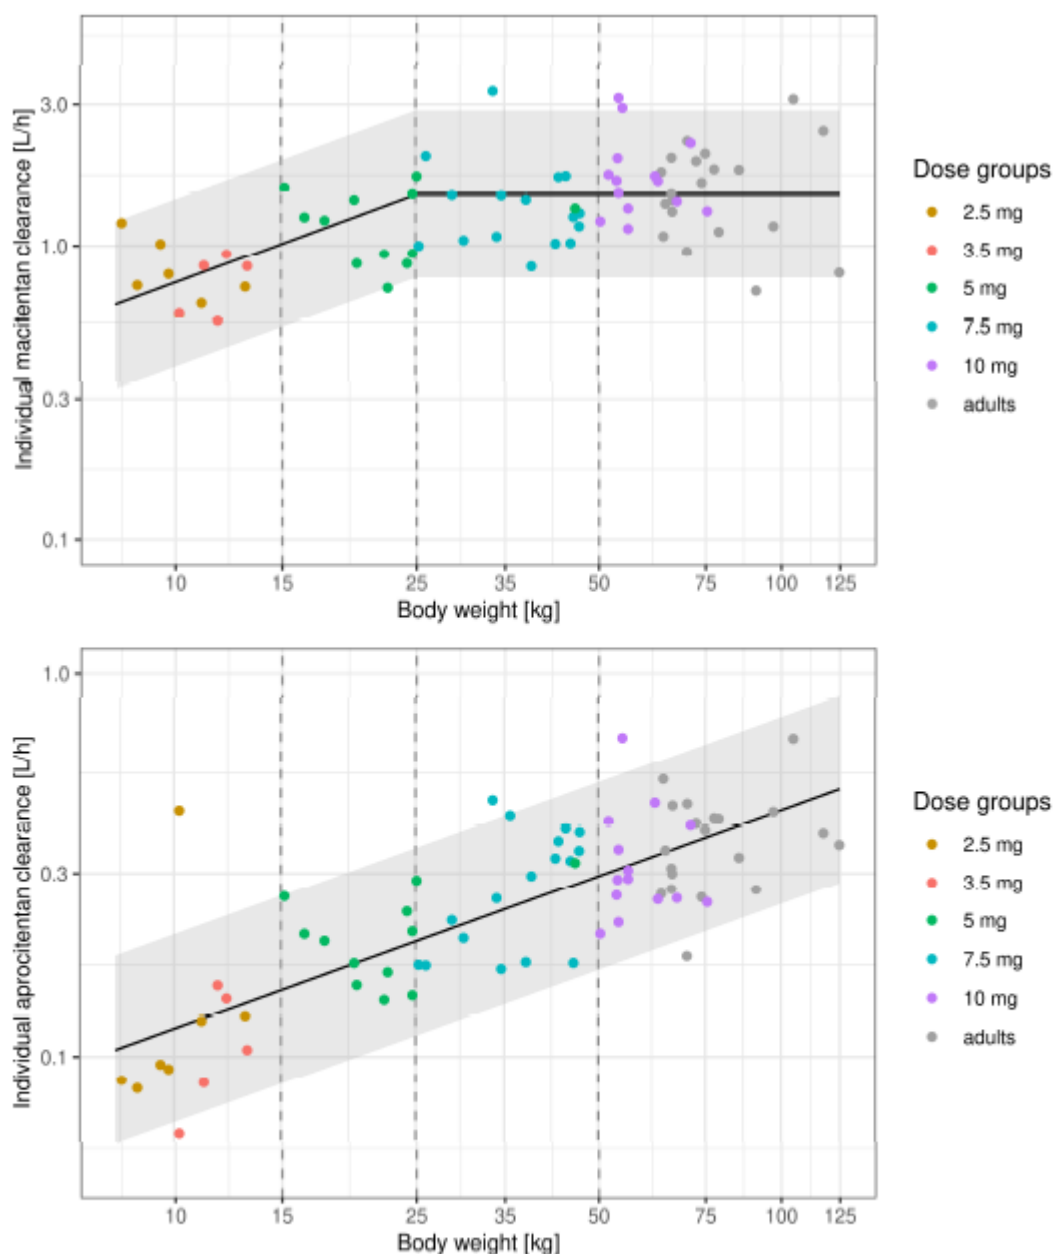 Individual macitentan clearance [L/h]
3.0
1.0
0.3
0.1
10 15 25 35 50 75 100 125
Body weight [kg]
Dose groups
2.5 mg
3.5 mg
5 mg
7.5 mg
10 mg
adults
Individual aprocitentan clearance [L/h]
1.0
0.3
0.1
10 15 25 35 50 75 100 125
Body weight [kg]
Dose groups
2.5 mg
3.5 mg
5 mg
7.5 mg
10 mg
adults